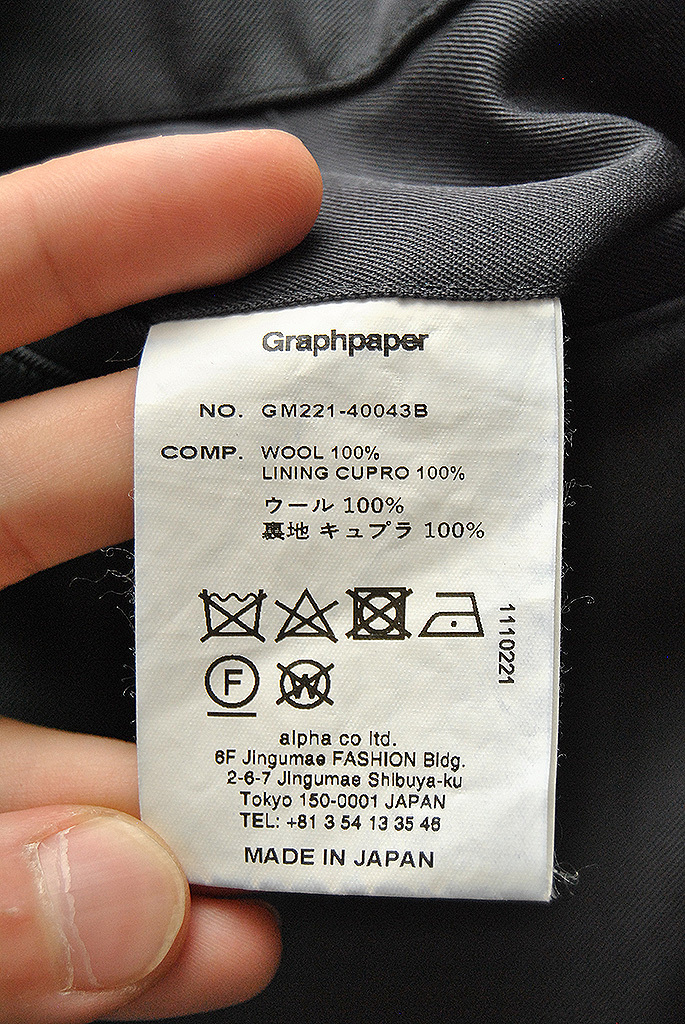 Graphpaper
NO. GM221-40043B
COMP. WOOL 100%
LINING CUPRO 100%
ウール 100%
裏地 キュプラ 100%
1110221
F W
alpha co ltd.
6F Jingumae FASHION Bldg.
2-6-7 Jingumae Shibuya-ku
Tokyo 150-0001 JAPAN
TEL: +81 3 54 13 35 46
MADE IN JAPAN